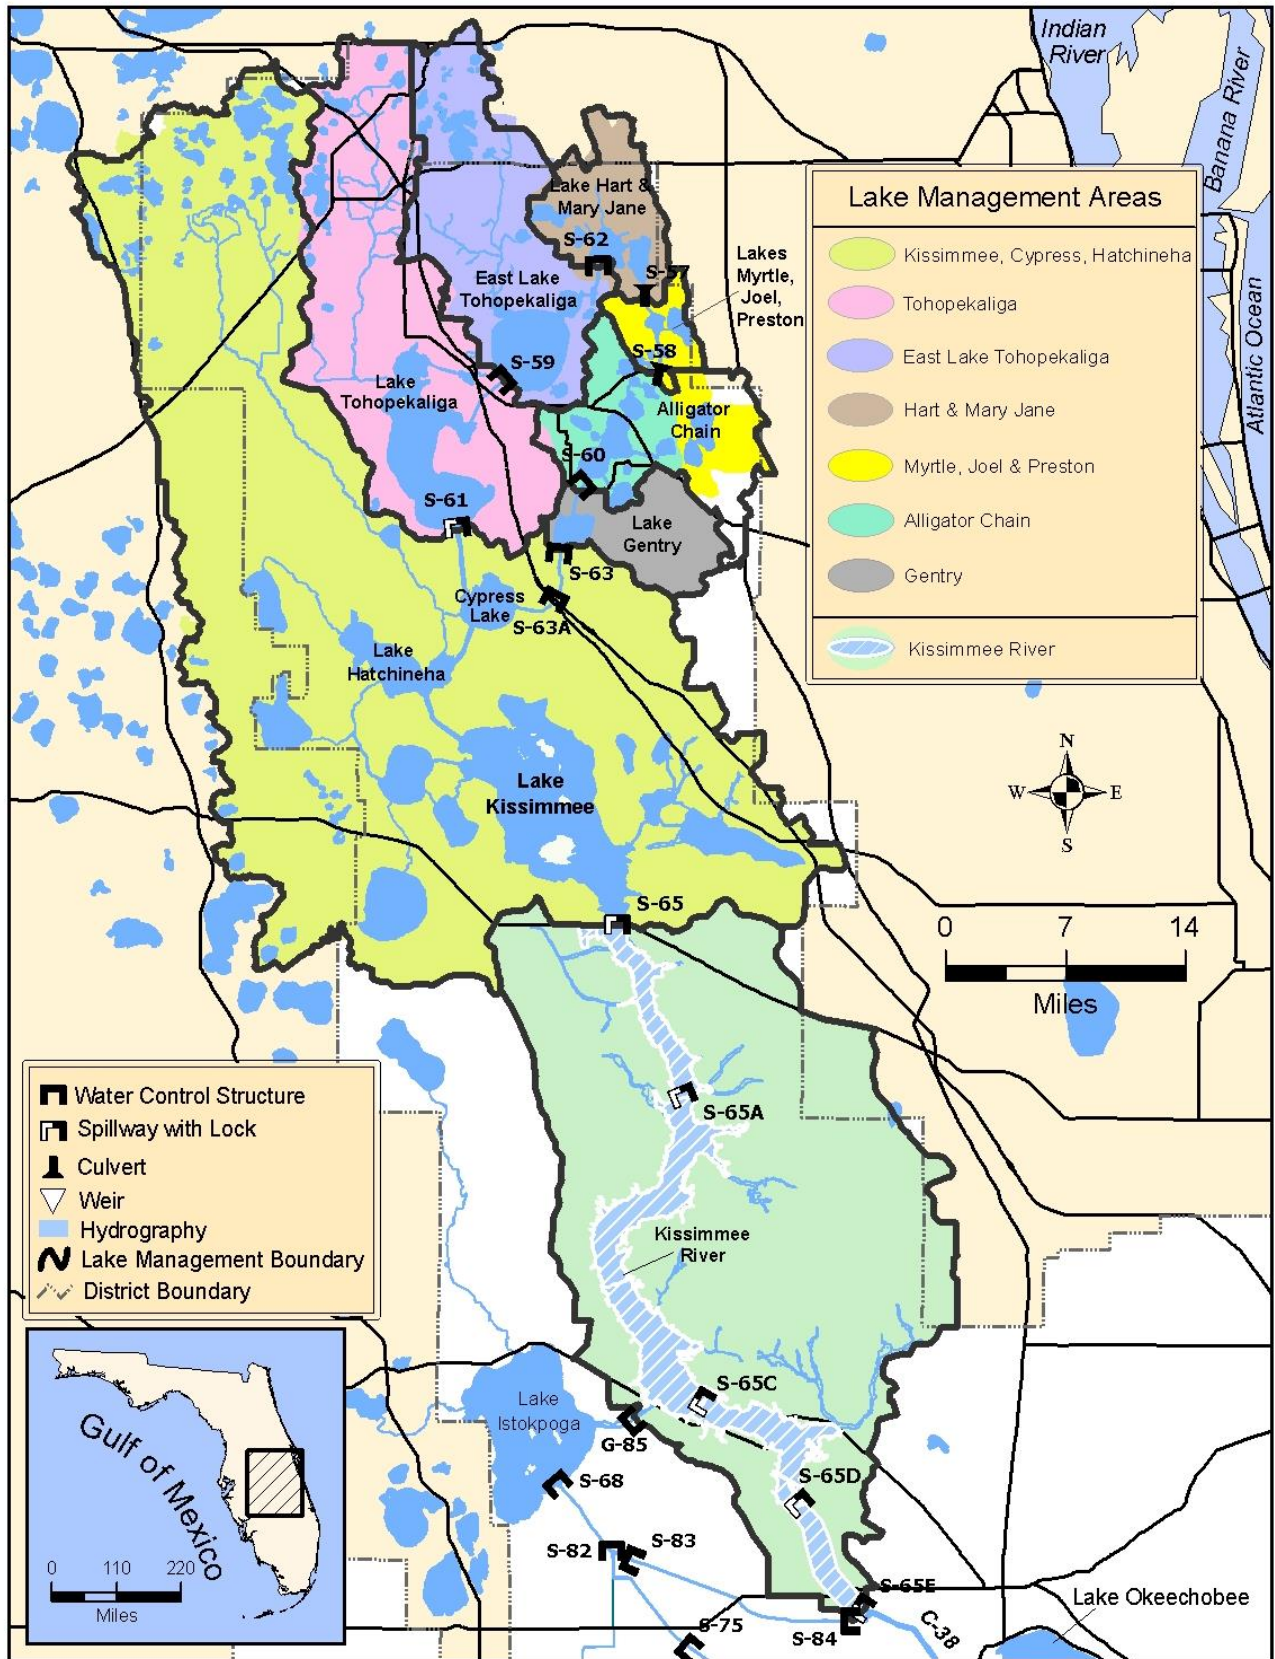 Indian
River
Banana River
Atlantic Ocean
Lake Management Areas
Kissimmee, Cypress, Hatchineha
Tohopekaliga
East Lake Tohopekaliga
Hart & Mary Jane
Myrtle, Joel & Preston
Alligator Chain
Gentry
Kissimmee River
Lake Hart &
Mary Jane
S-62
S-57
Lakes
Myrtle,
Joel,
Preston
East Lake
Tohopekaliga
S-59
S-58
Lake
Tohopekaliga
Alligator
Chain
S-60
S-61
Lake
Gentry
S-63
Cypress
Lake
S-63A
Lake
Hatchineha
Lake
Kissimmee
N
W
E
S
S-65
0 7 14
Miles
S-65A
Water Control Structure
Spillway with Lock
Culvert
Weir
Hydrography
Lake Management Boundary
District Boundary
Kissimmee
River
S-65C
Lake
Istokpoga
G-85
S-68
S-65D
S-82
S-83
S-65E
S-75
S-84
C-38
Lake Okeechobee
Gulf of Mexico
0 110 220
Miles